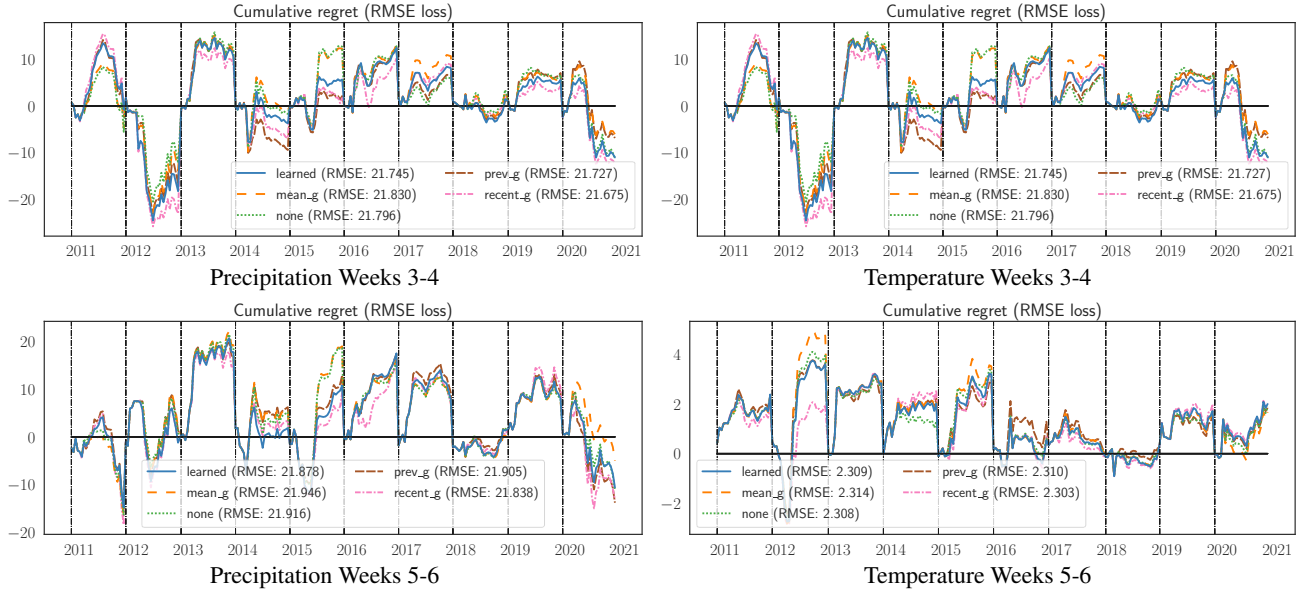 Cumulative regret (RMSE loss)
10
0
−10
−20
learned (RMSE: 21.745)
mean_g (RMSE: 21.830)
none (RMSE: 21.796)
prev_g (RMSE: 21.727)
recent_g (RMSE: 21.675)
2011 2012 2013 2014 2015 2016 2017 2018 2019 2020 2021
Precipitation Weeks 3-4
Cumulative regret (RMSE loss)
10
0
−10
−20
learned (RMSE: 21.745)
mean_g (RMSE: 21.830)
none (RMSE: 21.796)
prev_g (RMSE: 21.727)
recent_g (RMSE: 21.675)
2011 2012 2013 2014 2015 2016 2017 2018 2019 2020 2021
Temperature Weeks 3-4
Cumulative regret (RMSE loss)
20
10
0
−10
−20
learned (RMSE: 21.878)
mean_g (RMSE: 21.946)
none (RMSE: 21.916)
prev_g (RMSE: 21.905)
recent_g (RMSE: 21.838)
2011 2012 2013 2014 2015 2016 2017 2018 2019 2020 2021
Precipitation Weeks 5-6
Cumulative regret (RMSE loss)
4
2
0
−2
learned (RMSE: 2.309)
mean_g (RMSE: 2.314)
none (RMSE: 2.308)
prev_g (RMSE: 2.310)
recent_g (RMSE: 2.303)
2011 2012 2013 2014 2015 2016 2017 2018 2019 2020 2021
Temperature Weeks 5-6